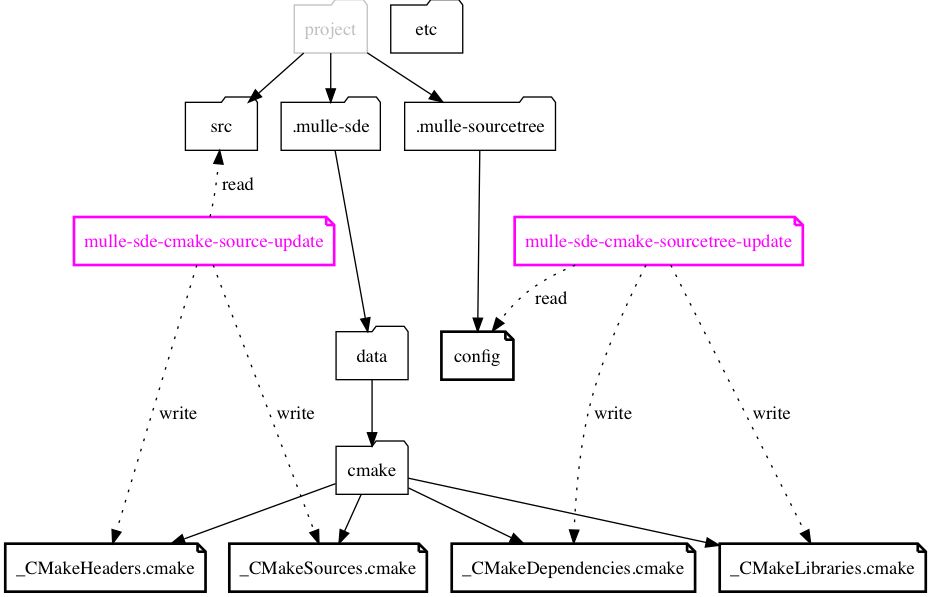 project
etc
src
.mulle-sde
.mulle-sourcetree
read
mulle-sde-cmake-source-update
mulle-sde-cmake-sourcetree-update
read
data
config
write
write
write
write
cmake
_CMakeHeaders.cmake
_CMakeSources.cmake
_CMakeDependencies.cmake
_CMakeLibraries.cmake